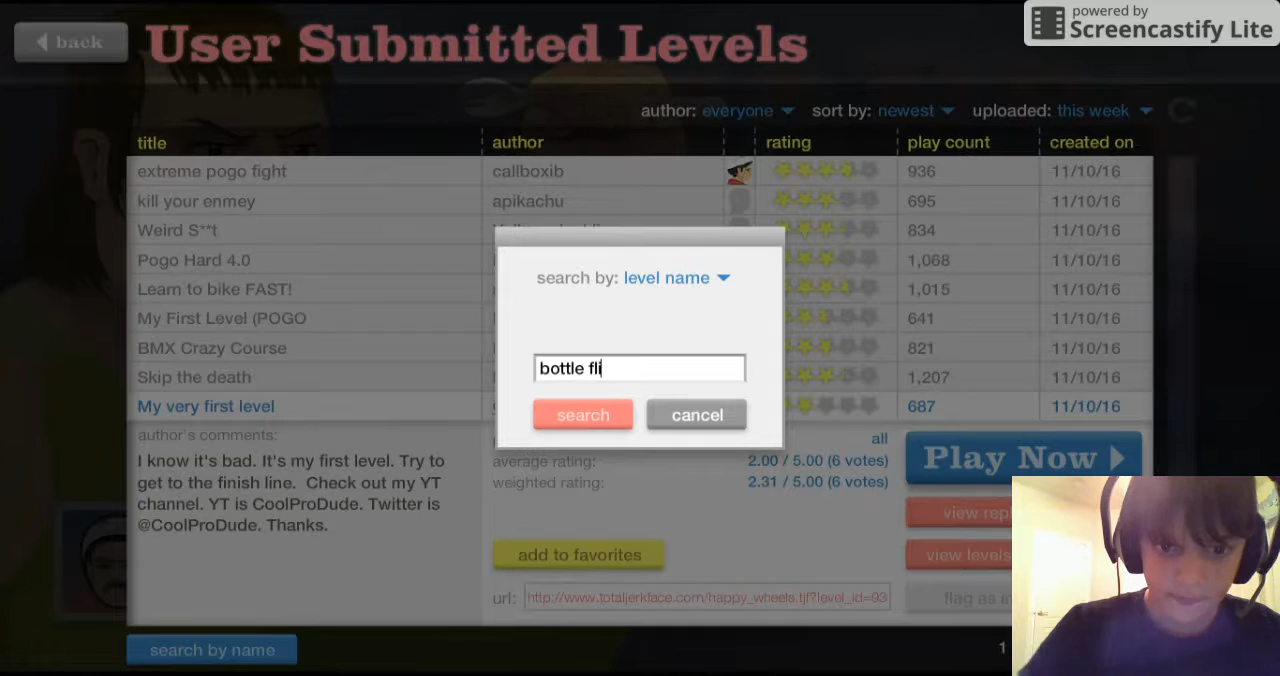 powered by
Screencastify Lite
back
User Submitted Levels
author: everyone sort by: newest uploaded: this week
title author rating play count created on
extreme pogo fight callboxib 936 11/10/16
kill your enmey apikachu 695 11/10/16
Weird S**t 834 11/10/16
Pogo Hard 4.0 1,068 11/10/16
Learn to bike FAST! 1,015 11/10/16
My First Level (POGO 641 11/10/16
BMX Crazy Course 821 11/10/16
Skip the death 1,207 11/10/16
My very first level 687 11/10/16
search by: level name
bottle fli
search cancel
author's comments:
I know it's bad. It's my first level. Try to
get to the finish line. Check out my YT
channel. YT is CoolProDude. Twitter is
@CoolProDude. Thanks.
all
average rating: 2.00 / 5.00 (6 votes)
weighted rating: 2.31 / 5.00 (6 votes)
add to favorites
url: http://www.totaljerkface.com/happy_wheels.tjf?level_id=93
Play Now
view repl
view levels
flag as in
search by name
1